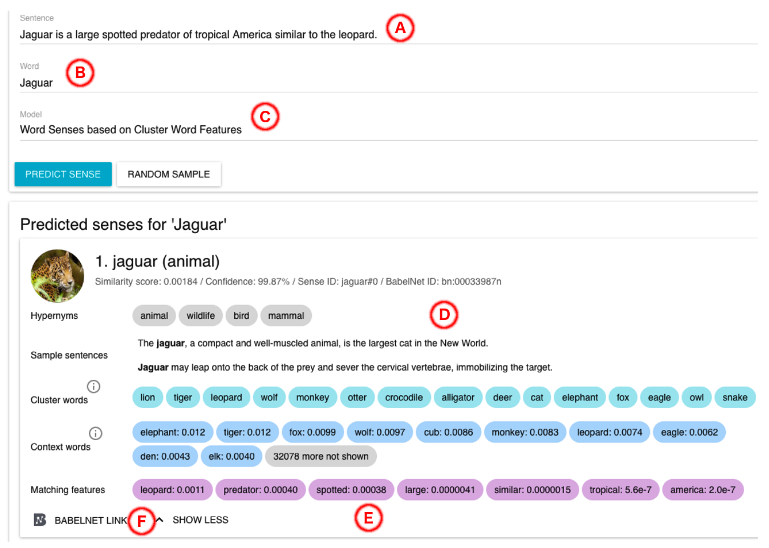 Sentence
Jaguar is a large spotted predator of tropical America similar to the leopard.
A
Word
B
Jaguar
Model
C
Word Senses based on Cluster Word Features
PREDICT SENSE RANDOM SAMPLE
Predicted senses for 'Jaguar'
1. jaguar (animal)
Similarity score: 0.00184 / Confidence: 99.87% / Sense ID: jaguar#0 / BabelNet ID: bn:00033987n
Hypernyms animal wildlife bird mammal D
Sample sentences
The jaguar, a compact and well-muscled animal, is the largest cat in the New World.
Jaguar may leap onto the back of the prey and sever the cervical vertebrae, immobilizing the target.
Cluster words lion tiger leopard wolf monkey otter crocodile alligator deer cat elephant fox eagle owl snake
Context words elephant: 0.012 tiger: 0.012 fox: 0.0099 wolf: 0.0097 cub: 0.0086 monkey: 0.0083 leopard: 0.0074 eagle: 0.0062
den: 0.0043 elk: 0.0040 32078 more not shown
Matching features leopard: 0.0011 predator: 0.00040 spotted: 0.00038 large: 0.0000041 similar: 0.0000015 tropical: 5.6e-7 america: 2.0e-7
BABELNET LINK F SHOW LESS E